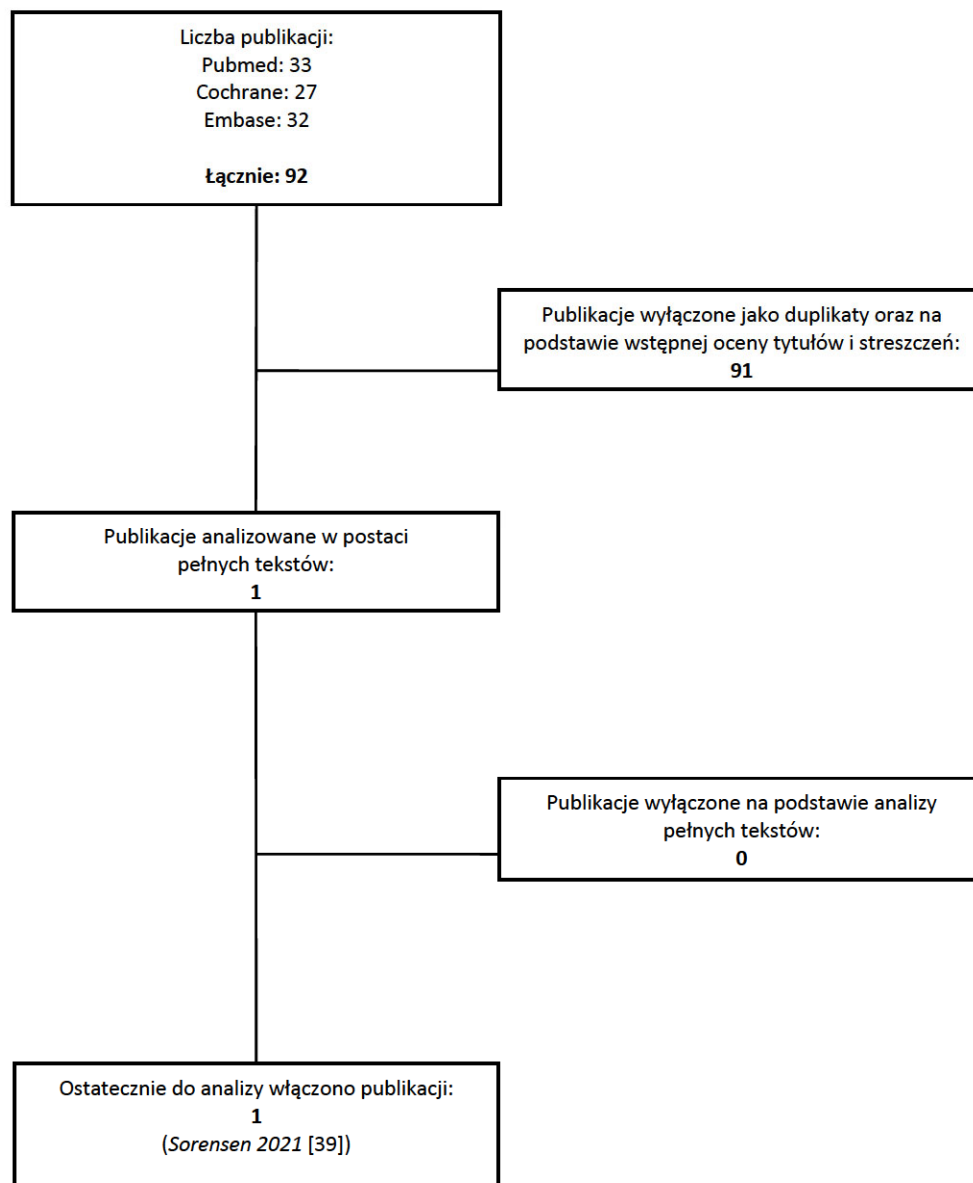 Liczba publikacji:
Pubmed: 33
Cochrane: 27
Embase: 32
Łącznie: 92
Publikacje wyłączone jako duplikaty oraz na
podstawie wstępnej oceny tytułów i streszczeń:
91
Publikacje analizowane w postaci
pełnych tekstów:
1
Publikacje wyłączone na podstawie analizy
pełnych tekstów:
0
Ostatecznie do analizy włączono publikacji:
1
(Sorensen 2021 [39])